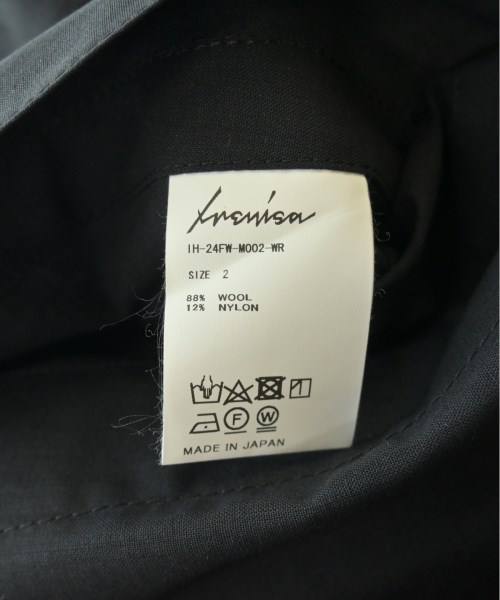 Irenisa
IH-24FW-M002-WR
SIZE 2
88% WOOL
12% NYLON
F W
MADE IN JAPAN